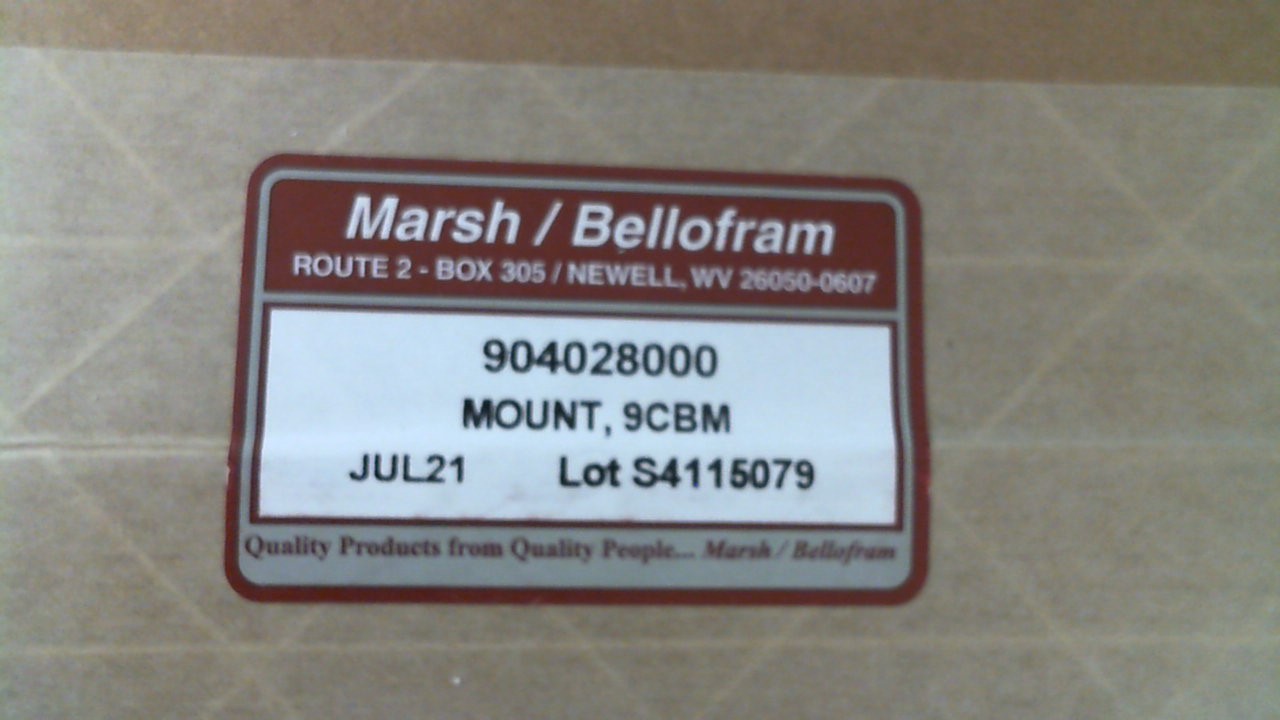 Marsh / Bellofram
ROUTE 2 - BOX 305 / NEWELL, WV 26050-0607
904028000
MOUNT, 9CBM
JUL21 Lot S4115079
Quality Products from Quality People... Marsh / Bellofram